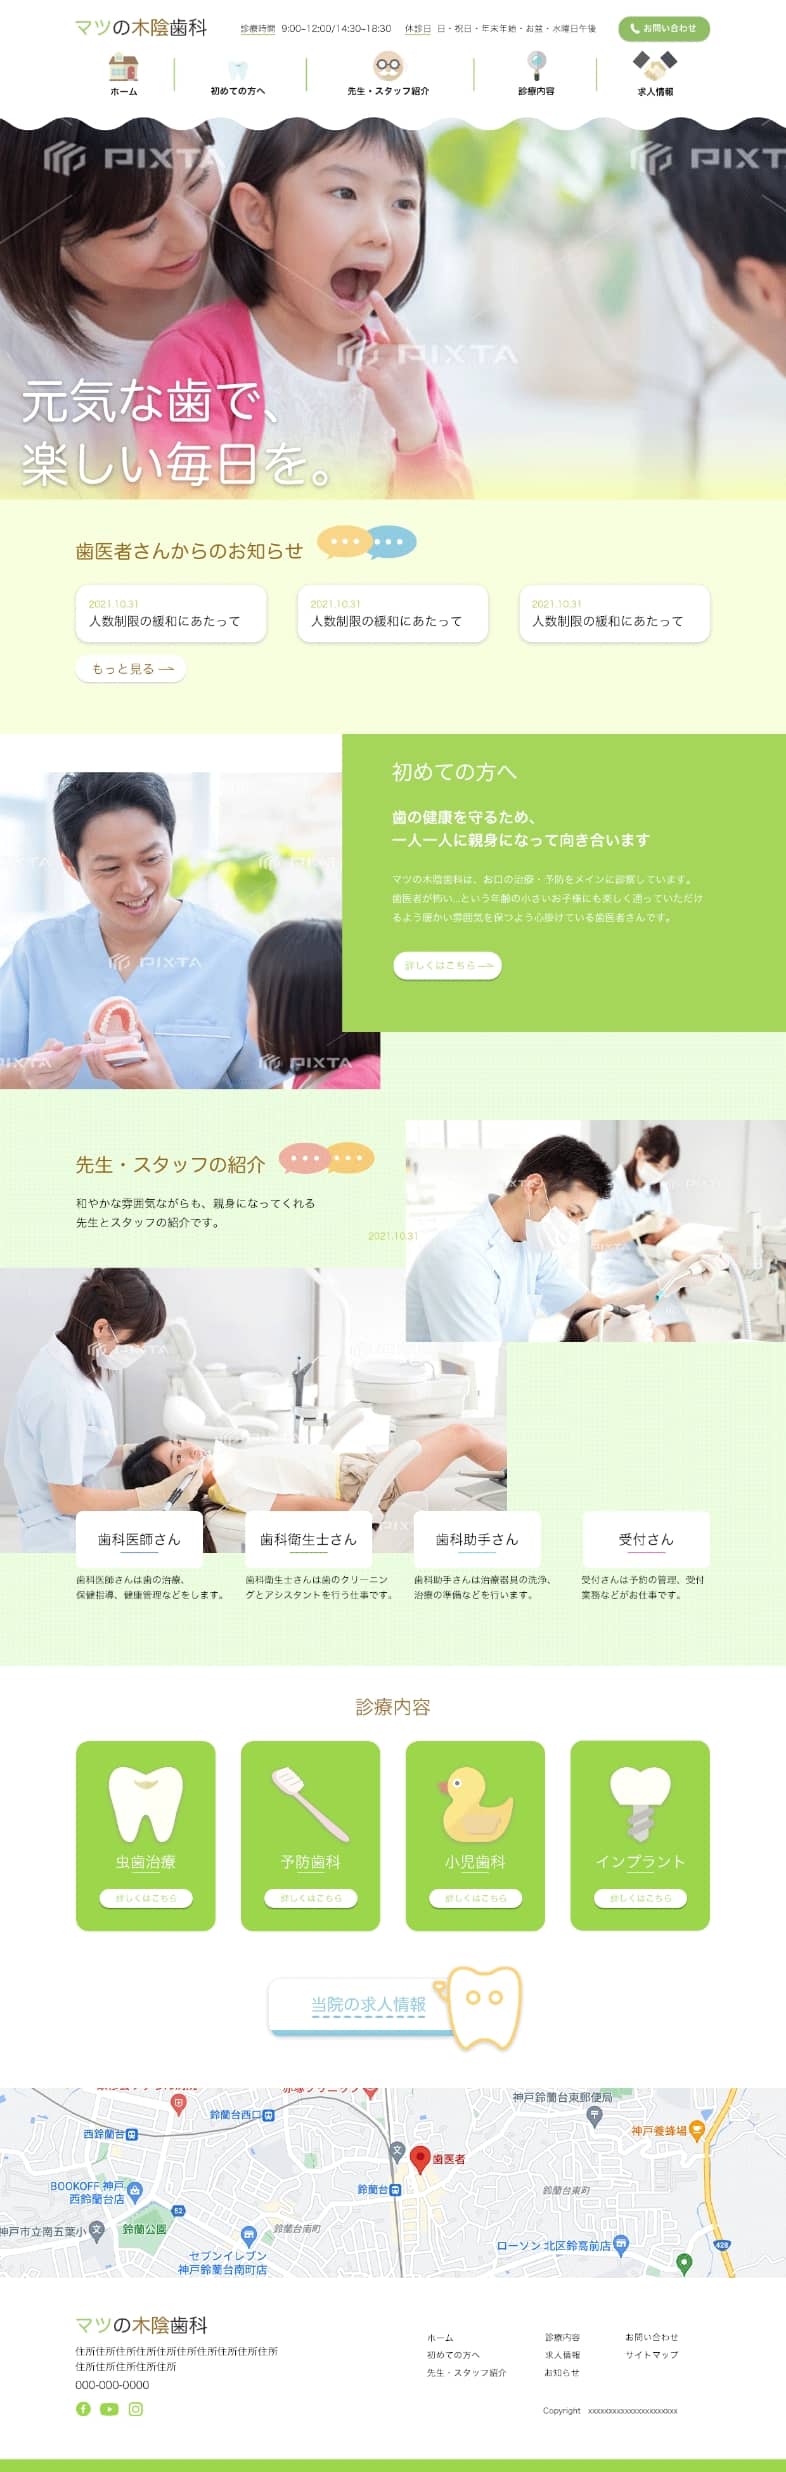 マツの木陰歯科
診療時間 9:00-12:00/14:30-18:30 休診日 日・祝日・年末年始・お盆・水曜日午後
お問い合わせ
ホーム
初めての方へ
先生・スタッフ紹介
診療内容
求人情報
PIXTA
PIXTA
PIXTA
元気な歯で、
楽しい毎日を。
歯医者さんからのお知らせ
2021.10.31
人数制限の緩和にあたって
2021.10.31
人数制限の緩和にあたって
2021.10.31
人数制限の緩和にあたって
もっと見る
初めての方へ
歯の健康を守るため、
一人一人に親身になって向き合います
マツの木陰歯科は、お口の治療・予防をメインに診察しています。
歯医者が怖い...という年齢の小さいお子様にも楽しく通っていただけ
るよう暖かい雰囲気を保つよう心掛けている歯医者さんです。
詳しくはこちら
PIXTA
PIXTA
先生・スタッフの紹介
和やかな雰囲気ながらも、親身になってくれる
先生とスタッフの紹介です。
2021.10.31
PIXTA
PIXTA
歯科医師さん
歯科医師さんは歯の治療、
保健指導、健康管理などをします。
歯科衛生士さん
歯科衛生士さんは歯のクリーニン
グとアシスタントを行う仕事です。
歯科助手さん
歯科助手さんは治療器具の洗浄、
治療の準備などを行います。
受付さん
受付さんは予約の管理、受付
業務などがお仕事です。
診療内容
虫歯治療
詳しくはこちら
予防歯科
詳しくはこちら
小児歯科
詳しくはこちら
インプラント
詳しくはこちら
当院の求人情報
神戸鈴蘭台東郵便局
鈴蘭台西口
西鈴蘭台
神戸養蜂場
文
歯医者
BOOKOFF 神戸
西鈴蘭台店
鈴蘭台
鈴蘭台東町
52
神戸市立南五葉小
文
鈴蘭公園
鈴蘭台南町
セブンイレブン
神戸鈴蘭台南町店
ローソン 北区鈴高前店
428
マツの木陰歯科
住所住所住所住所住所住所住所住所住所住所
住所住所住所住所住所
000-000-0000
ホーム
初めての方へ
先生・スタッフ紹介
診療内容
求人情報
お知らせ
お問い合わせ
サイトマップ
Copyright xxxxxxxxxxxxxxxxxxxxxx